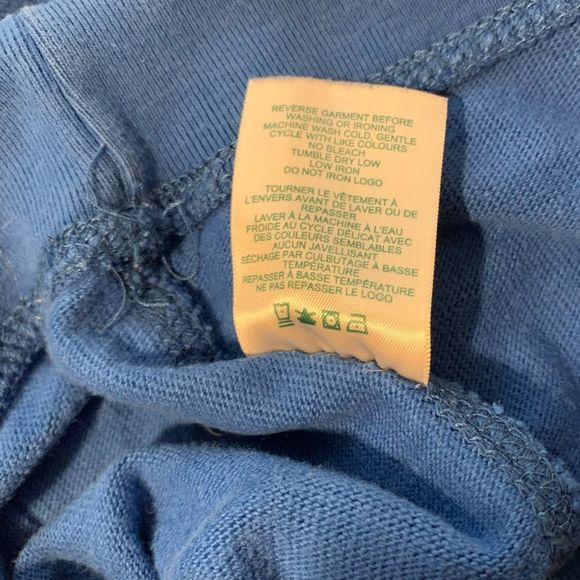 REVERSE GARMENT BEFORE
WASHING OR IRONING
MACHINE WASH COLD, GENTLE
CYCLE WITH LIKE COLOURS
NO BLEACH
TUMBLE DRY LOW
LOW IRON
DO NOT IRON LOGO
TOURNER LE VÊTEMENT À
L'ENVERS AVANT DE LAVER OU DE
REPASSER
LAVER À LA MACHINE À L'EAU
FROIDE AU CYCLE DÉLICAT AVEC
DES COULEURS SEMBLABLES
AUCUN JAVELLISANT
SÉCHAGE PAR CULBUTAGE À BASSE
TEMPÉRATURE
REPASSER À BASSE TEMPÉRATURE
NE PAS REPASSER LE LOGO